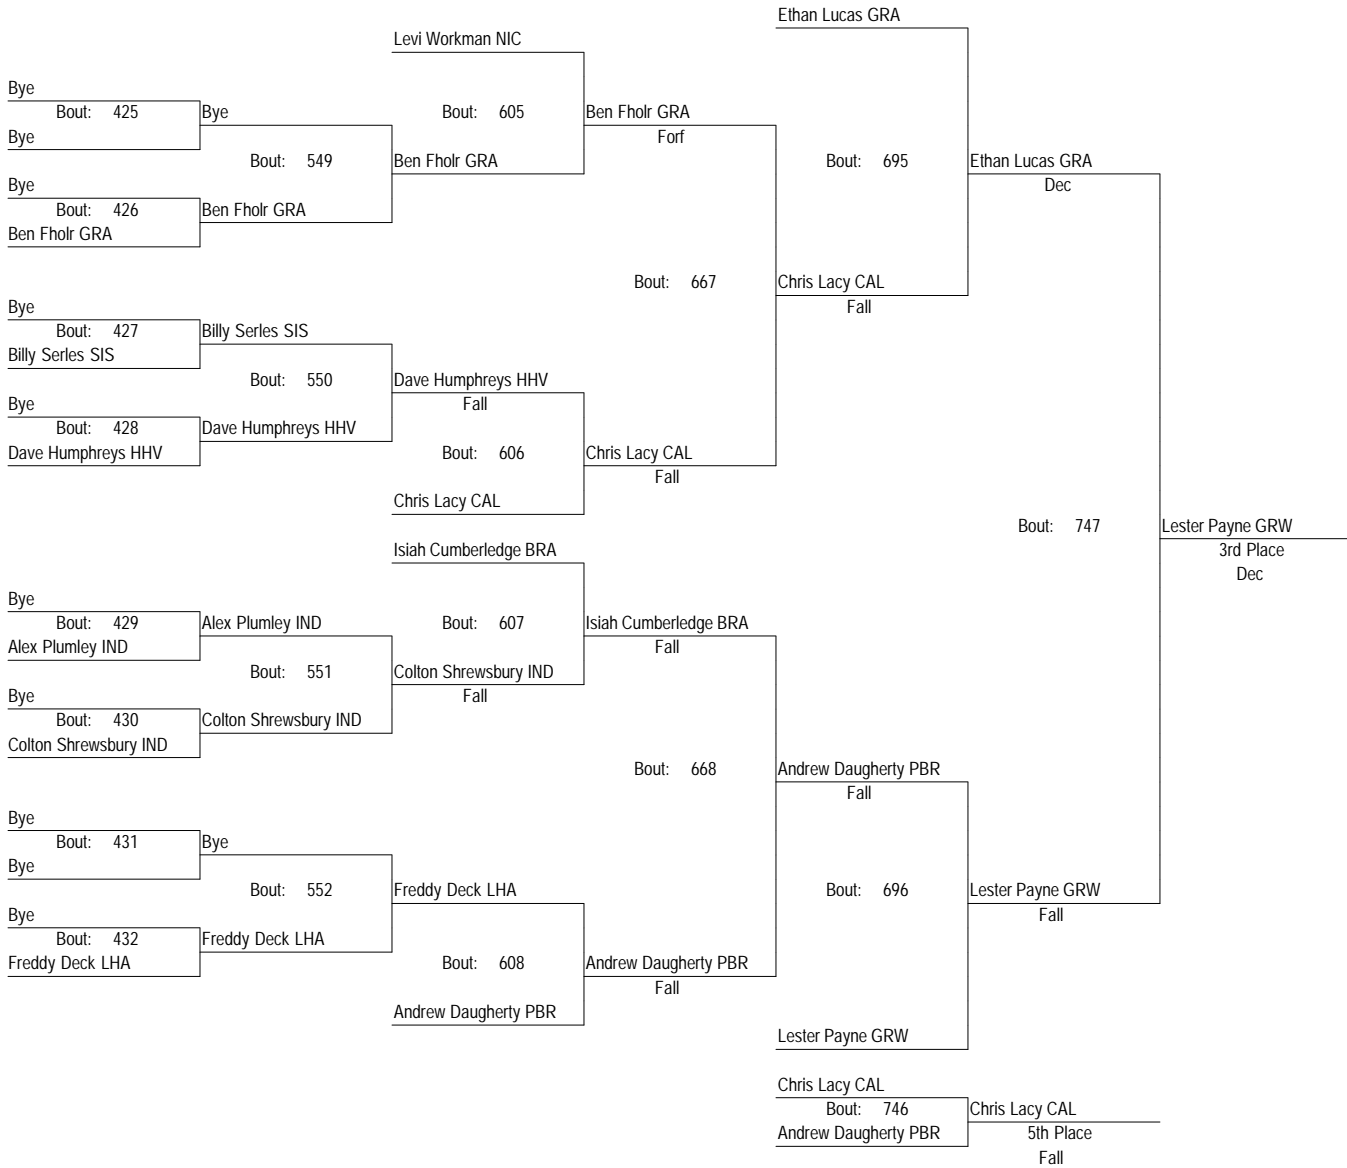 Ethan Lucas GRA
Levi Workman NIC
Bye
Bout: 425
Bye
Bout: 605
Ben Fholr GRA
Bye
Forf
Bout: 549
Ben Fholr GRA
Bout: 695
Ethan Lucas GRA
Bye
Dec
Bout: 426
Ben Fholr GRA
Ben Fholr GRA
Bout: 667
Chris Lacy CAL
Bye
Fall
Bout: 427
Billy Serles SIS
Billy Serles SIS
Bout: 550
Dave Humphreys HHV
Bye
Fall
Bout: 428
Dave Humphreys HHV
Dave Humphreys HHV
Bout: 606
Chris Lacy CAL
Fall
Chris Lacy CAL
Bout: 747
Lester Payne GRW
3rd Place
Dec
Isiah Cumberledge BRA
Bye
Bout: 429
Alex Plumley IND
Bout: 607
Isiah Cumberledge BRA
Alex Plumley IND
Fall
Bout: 551
Colton Shrewsbury IND
Bye
Fall
Bout: 430
Colton Shrewsbury IND
Colton Shrewsbury IND
Bout: 668
Andrew Daugherty PBR
Fall
Bye
Bout: 431
Bye
Bye
Bout: 552
Freddy Deck LHA
Bout: 696
Lester Payne GRW
Bye
Fall
Bout: 432
Freddy Deck LHA
Freddy Deck LHA
Bout: 608
Andrew Daugherty PBR
Fall
Andrew Daugherty PBR
Lester Payne GRW
Chris Lacy CAL
Bout: 746
Chris Lacy CAL
Andrew Daugherty PBR
5th Place
Fall